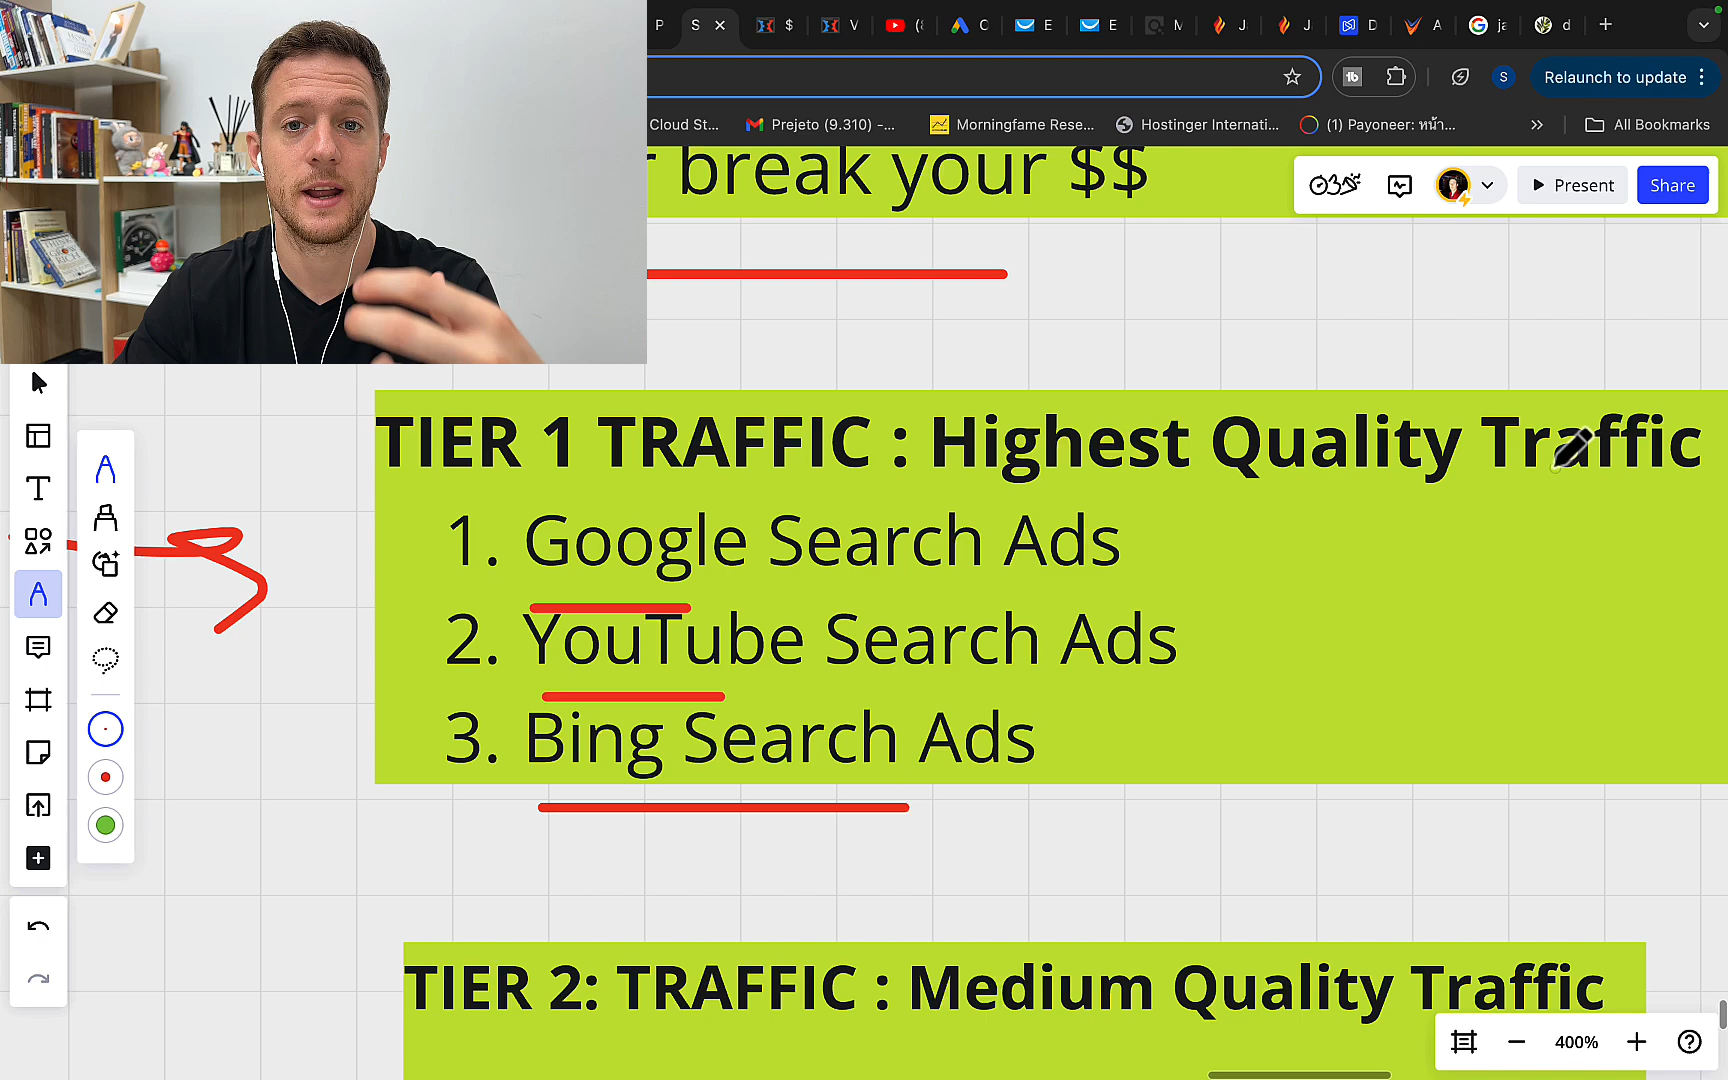 P S $ V C E E M J J D A ja d
Relaunch to update
Cloud St... Prejeto (9.310) -... Morningfame Rese... Hostinger Internati... (1) Payoneer: หน้า... All Bookmarks
break your $$
Present Share
TIER 1 TRAFFIC : Highest Quality Traffic
1. Google Search Ads
2. YouTube Search Ads
3. Bing Search Ads
TIER 2: TRAFFIC : Medium Quality Traffic
400%